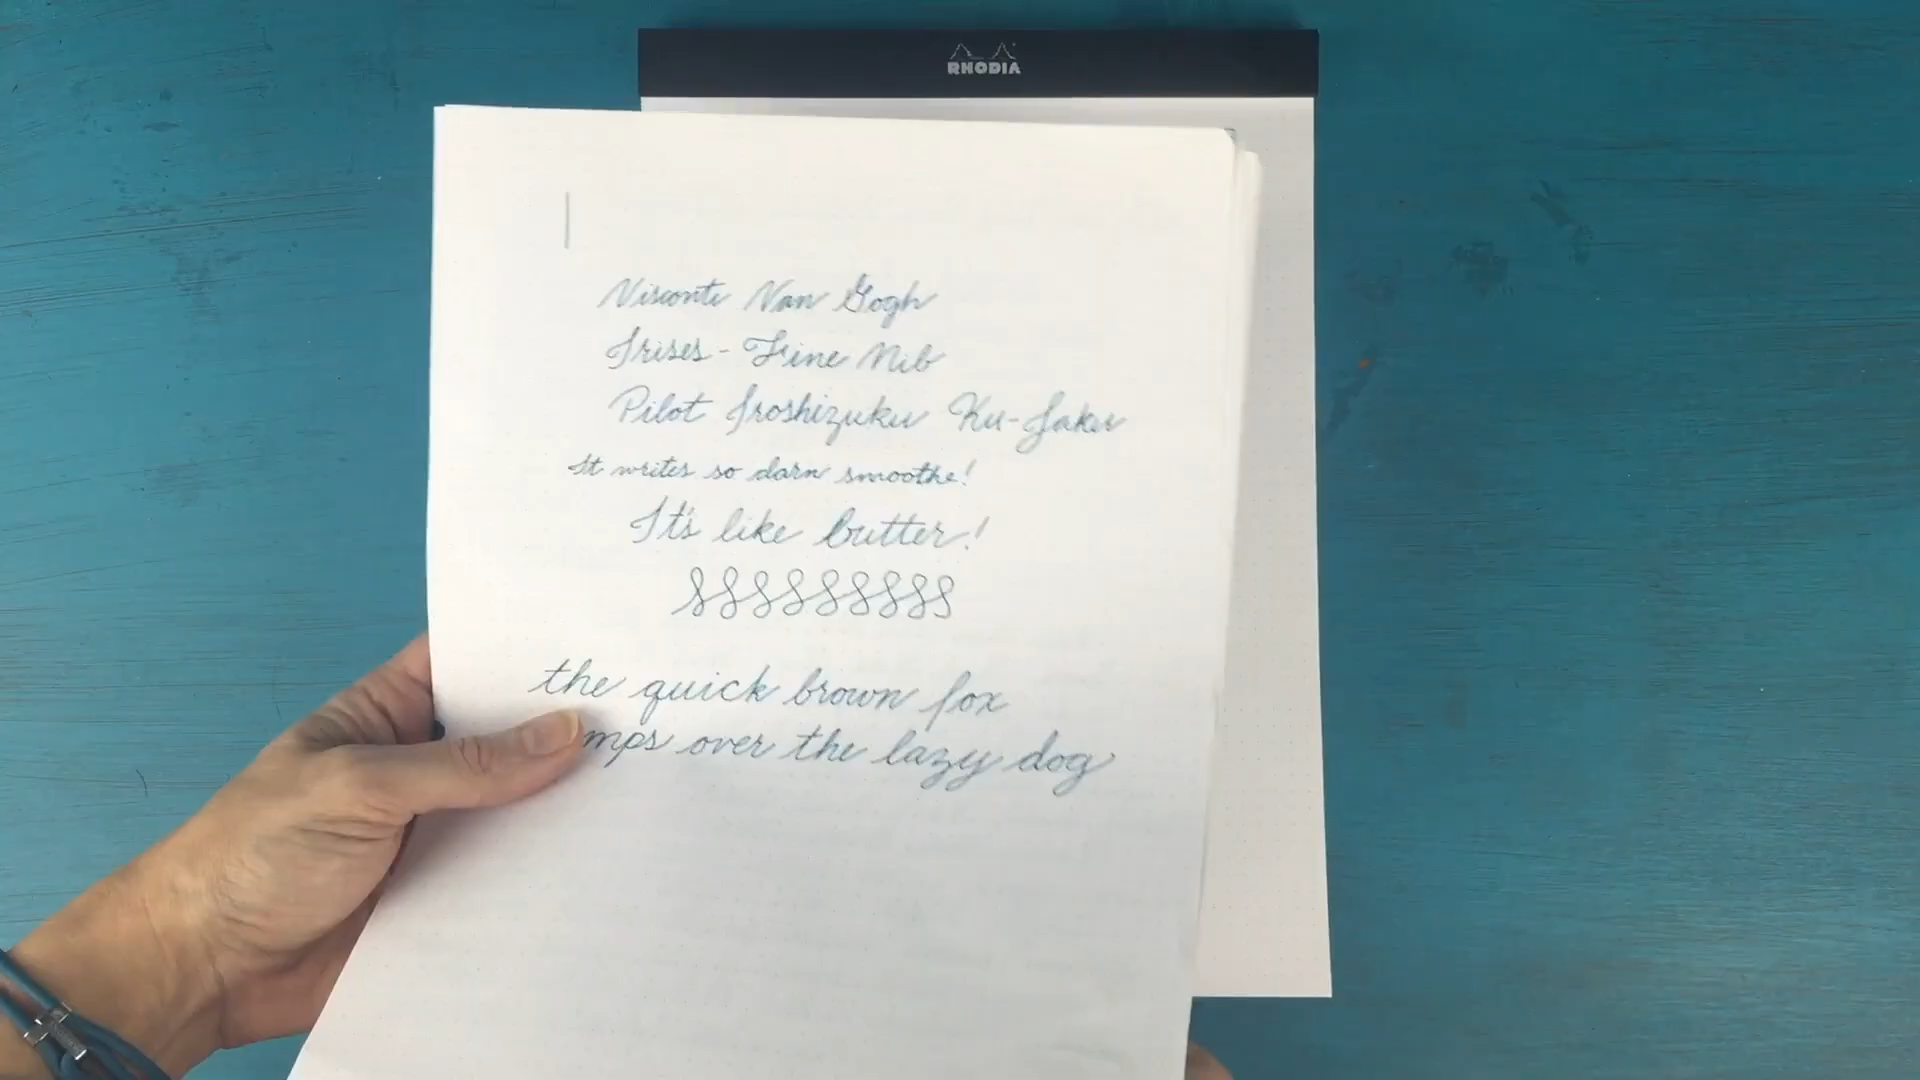 RHODIA
Visconti Van Gogh
Irises - Fine Nib
Pilot Iroshizuku Ku-Jaku
It writes so darn smoothe!
It's like butter!
the quick brown fox
mps over the lazy dog